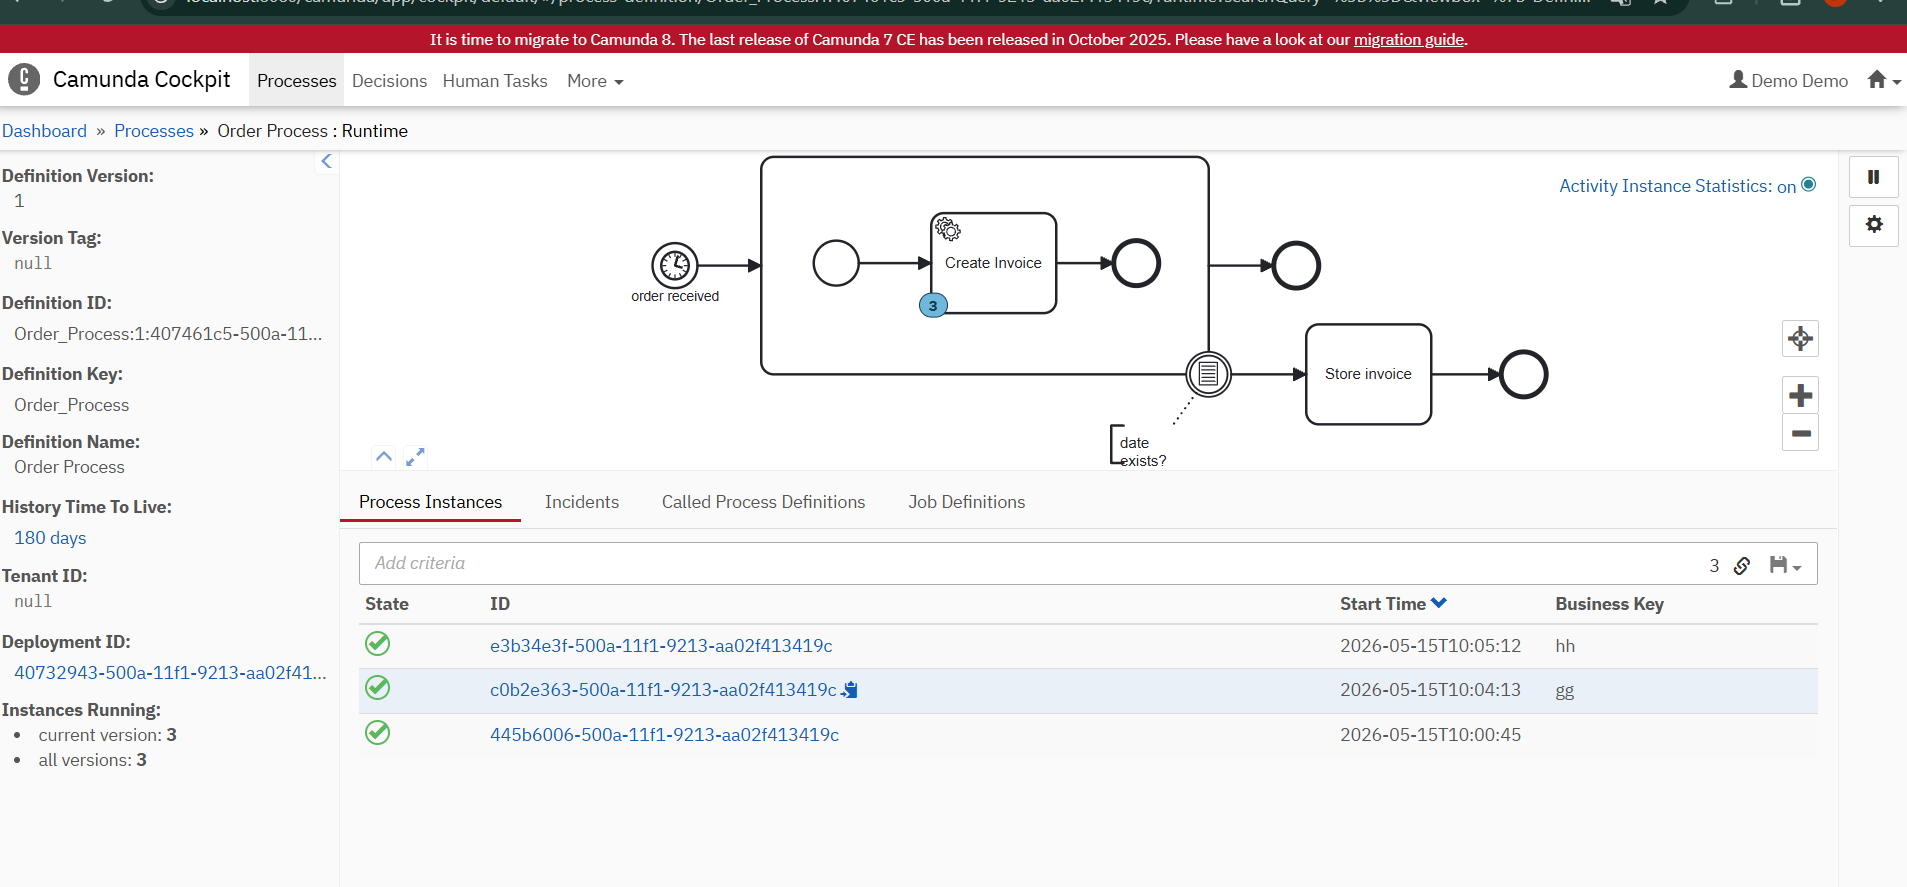 It is time to migrate to Camunda 8. The last release of Camunda 7 CE has been released in October 2025. Please have a look at our migration guide.
Camunda Cockpit
Processes
Decisions
Human Tasks
More
Demo Demo
Dashboard » Processes » Order Process : Runtime
Definition Version:
1
Version Tag:
null
Definition ID:
Order_Process:1:407461c5-500a-11...
Definition Key:
Order_Process
Definition Name:
Order Process
History Time To Live:
180 days
Tenant ID:
null
Deployment ID:
40732943-500a-11f1-9213-aa02f41...
Instances Running:
current version: 3
all versions: 3
Activity Instance Statistics: on
order received
Create Invoice
3
Store invoice
date
exists?
Process Instances
Incidents
Called Process Definitions
Job Definitions
Add criteria
3
State ID Start Time Business Key
e3b34e3f-500a-11f1-9213-aa02f413419c 2026-05-15T10:05:12 hh
c0b2e363-500a-11f1-9213-aa02f413419c 2026-05-15T10:04:13 gg
445b6006-500a-11f1-9213-aa02f413419c 2026-05-15T10:00:45